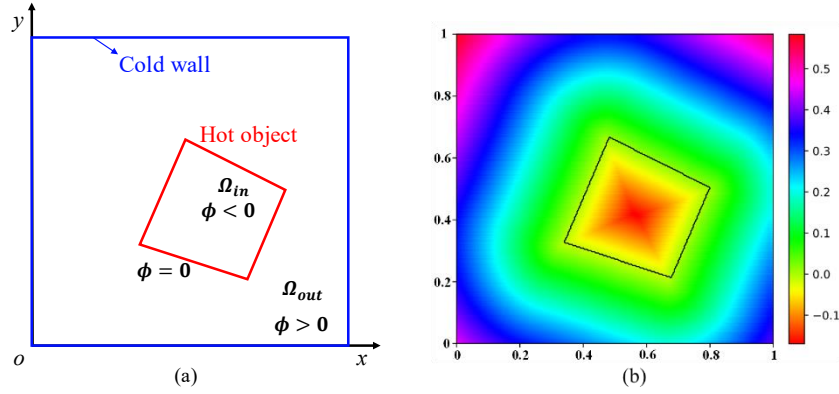 y
Cold wall
Hot object
Ω_in
ϕ < 0
ϕ = 0
Ω_out
ϕ > 0
o
x
(a)
1
0.8
0.6
0.4
0.2
0
0 0.2 0.4 0.6 0.8 1
0.5
0.4
0.3
0.2
0.1
0.0
−0.1
(b)